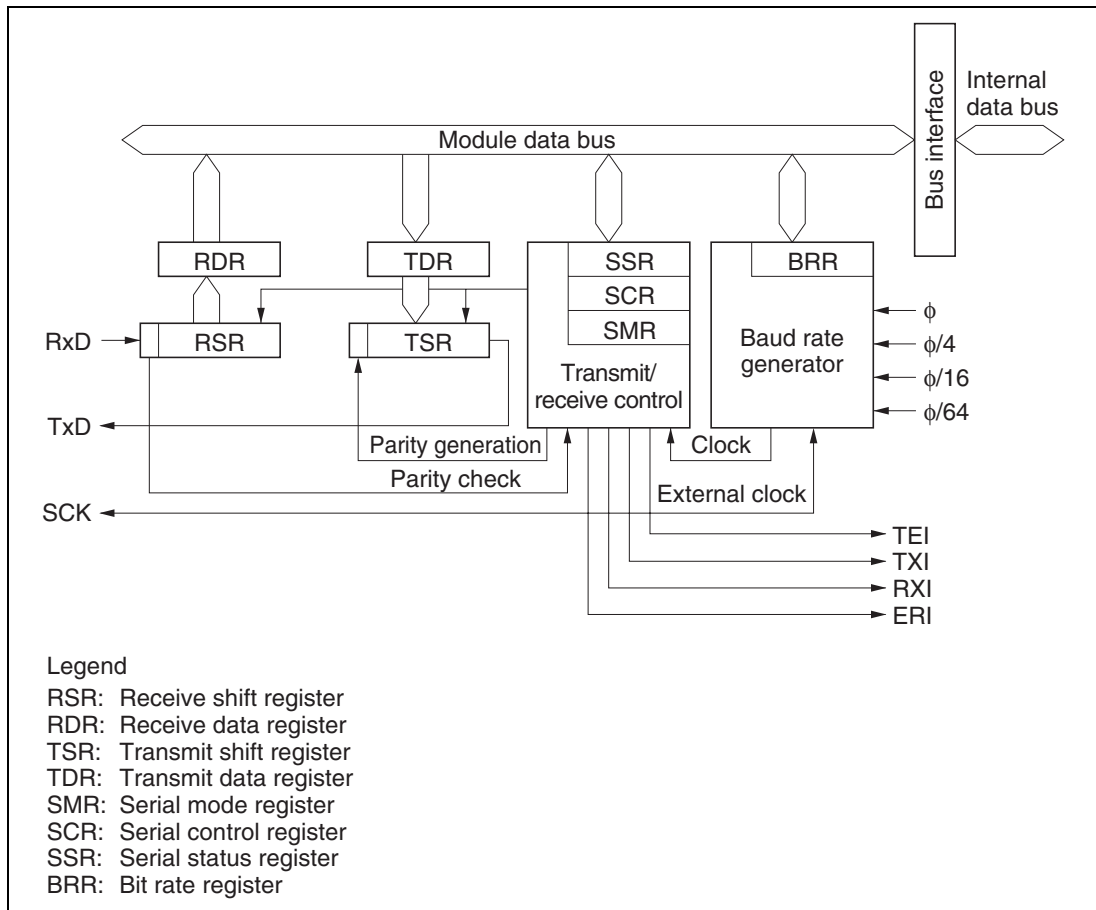 Internal
data bus
Bus interface
Module data bus
RDR
TDR
SSR
BRR
SCR
SMR
RxD
RSR
TSR
Baud rate
generator
ϕ
ϕ/4
ϕ/16
ϕ/64
Transmit/
receive control
TxD
Parity generation
Clock
Parity check
External clock
SCK
TEI
TXI
RXI
ERI
Legend
RSR: Receive shift register
RDR: Receive data register
TSR: Transmit shift register
TDR: Transmit data register
SMR: Serial mode register
SCR: Serial control register
SSR: Serial status register
BRR: Bit rate register